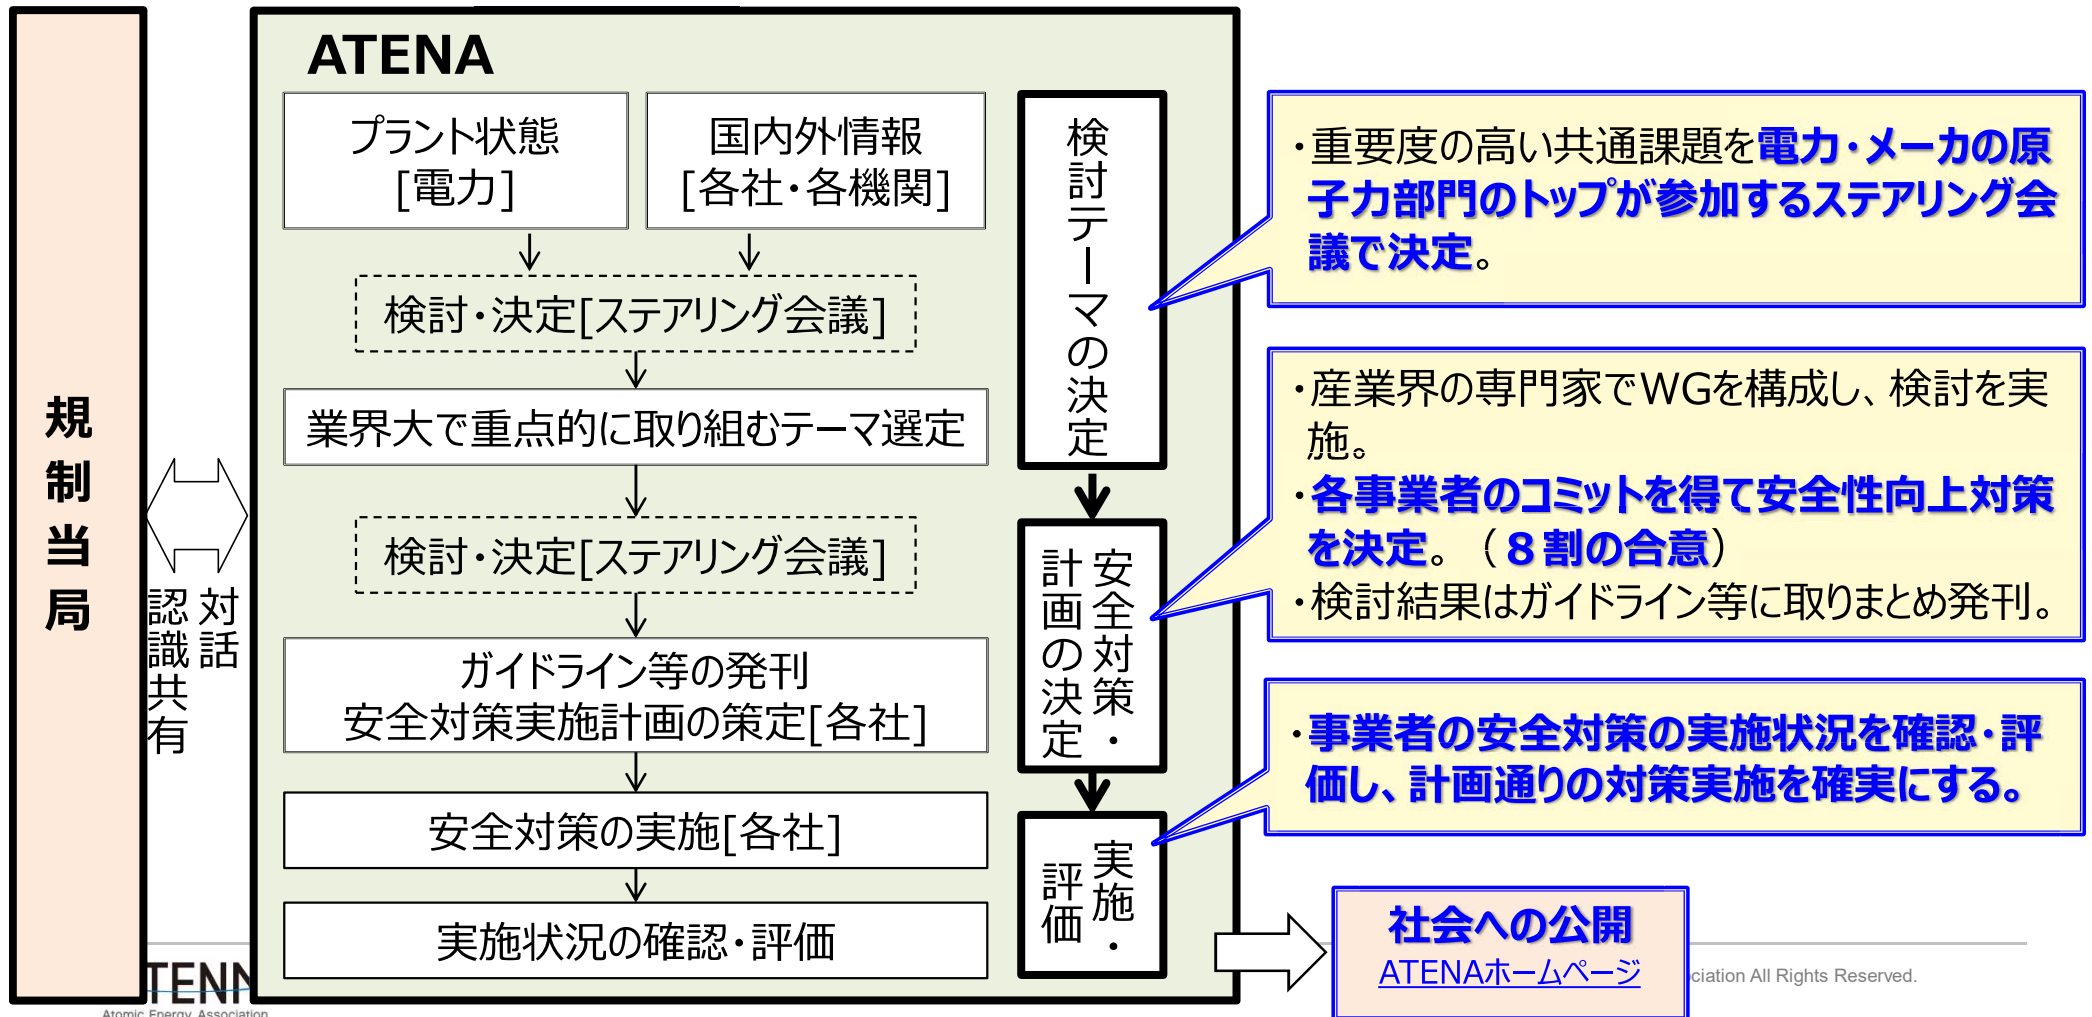 規制当局
対話
認識共有
ATENA
プラント状態
[電力]
国内外情報
[各社・各機関]
検討・決定[ステアリング会議]
業界大で重点的に取り組むテーマ選定
検討・決定[ステアリング会議]
ガイドライン等の発刊
安全対策実施計画の策定[各社]
安全対策の実施[各社]
実施状況の確認・評価
検討テーマの決定
安全対策・
計画の決定
実施・
評価
・重要度の高い共通課題を電力・メーカの原
子力部門のトップが参加するステアリング会
議で決定。
・産業界の専門家でWGを構成し、検討を実
施。
・各事業者のコミットを得て安全性向上対策
を決定。（８割の合意）
・検討結果はガイドライン等に取りまとめ発刊。
・事業者の安全対策の実施状況を確認・評
価し、計画通りの対策実施を確実にする。
社会への公開
ATENAホームページ
TEN
Atomic Energy Association
ciation All Rights Reserved.